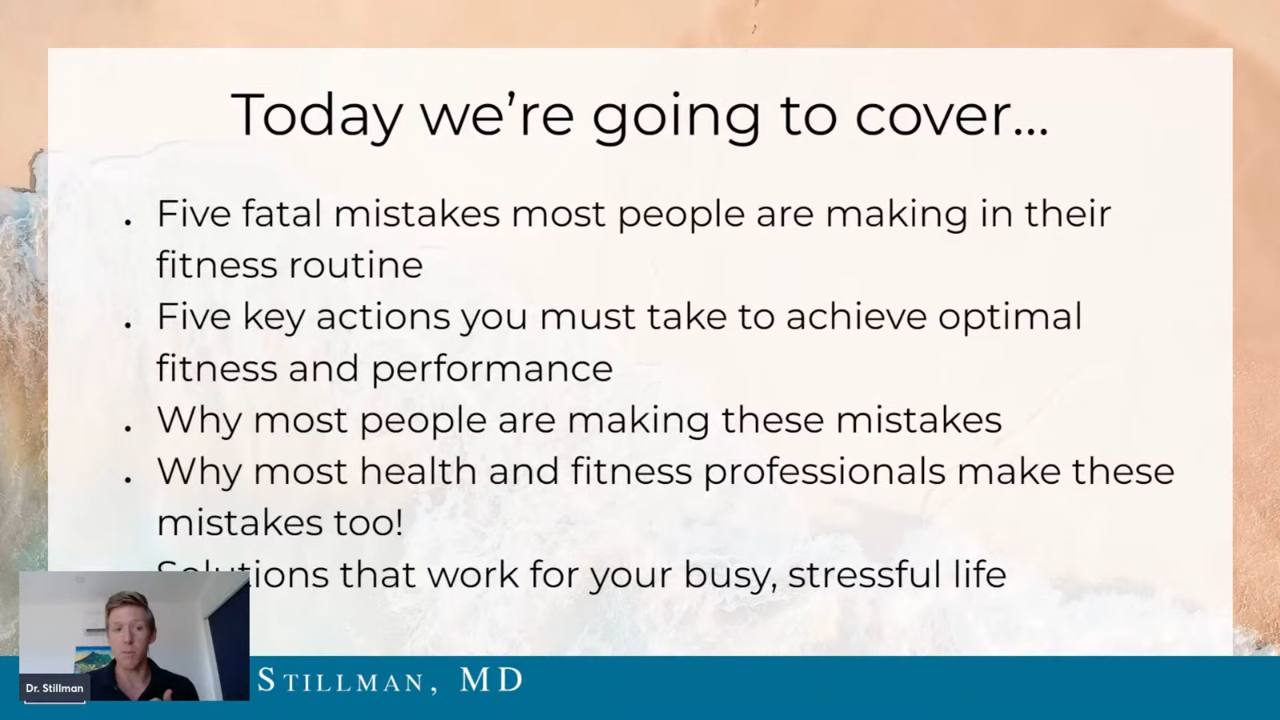 Today we're going to cover...
. Five fatal mistakes most people are making in their
fitness routine
. Five key actions you must take to achieve optimal
fitness and performance
. Why most people are making these mistakes
. Why most health and fitness professionals make these
mistakes too!
Solutions that work for your busy, stressful life
Dr. Stillman
STILLMAN, MD